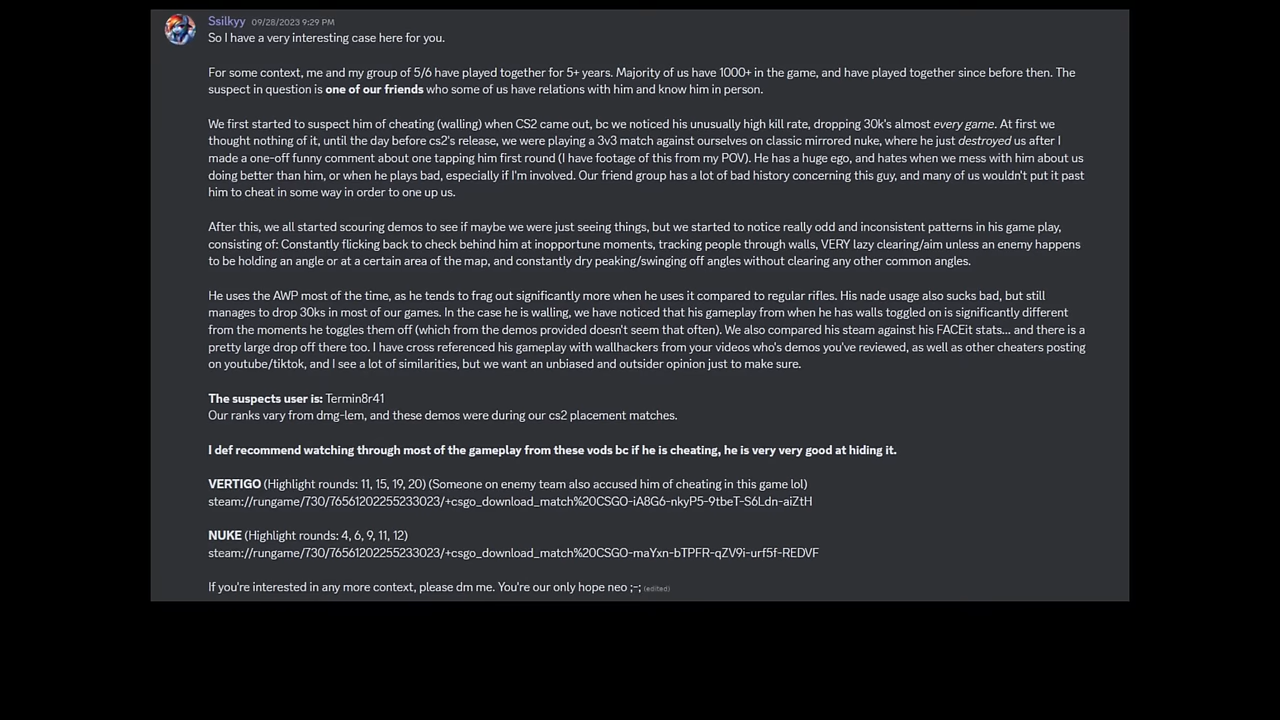 Ssilkyy 09/28/2023 9:29 PM
So I have a very interesting case here for you.
For some context, me and my group of 5/6 have played together for 5+ years. Majority of us have 1000+ in the game, and have played together since before then. The
suspect in question is one of our friends who some of us have relations with him and know him in person.
We first started to suspect him of cheating (walling) when CS2 came out, bc we noticed his unusually high kill rate, dropping 30k's almost every game. At first we
thought nothing of it, until the day before cs2's release, we were playing a 3v3 match against ourselves on classic mirrored nuke, where he just destroyed us after I
made a one-off funny comment about one tapping him first round (I have footage of this from my POV). He has a huge ego, and hates when we mess with him about us
doing better than him, or when he plays bad, especially if I'm involved. Our friend group has a lot of bad history concerning this guy, and many of us wouldn't put it past
him to cheat in some way in order to one up us.
After this, we all started scouring demos to see if maybe we were just seeing things, but we started to notice really odd and inconsistent patterns in his game play,
consisting of: Constantly flicking back to check behind him at inopportune moments, tracking people through walls, VERY lazy clearing/aim unless an enemy happens
to be holding an angle or at a certain area of the map, and constantly dry peaking/swinging off angles without clearing any other common angles.
He uses the AWP most of the time, as he tends to frag out significantly more when he uses it compared to regular rifles. His nade usage also sucks bad, but still
manages to drop 30ks in most of our games. In the case he is walling, we have noticed that his gameplay from when he has walls toggled on is significantly different
from the moments he toggles them off (which from the demos provided doesn't seem that often). We also compared his steam against his FACEit stats... and there is a
pretty large drop off there too. I have cross referenced his gameplay with wallhackers from your videos who's demos you've reviewed, as well as other cheaters posting
on youtube/tiktok, and I see a lot of similarities, but we want an unbiased and outsider opinion just to make sure.
The suspects user is: Termin8r41
Our ranks vary from dmg-lem, and these demos were during our cs2 placement matches.
I def recommend watching through most of the gameplay from these vods bc if he is cheating, he is very very good at hiding it.
VERTIGO (Highlight rounds: 11, 15, 19, 20) (Someone on enemy team also accused him of cheating in this game lol)
steam://rungame/730/76561202255233023/+csgo_download_match%20CSGO-iA8G6-nkyP5-9tbeT-S6Ldn-aiZtH
NUKE (Highlight rounds: 4, 6, 9, 11, 12)
steam://rungame/730/76561202255233023/+csgo_download_match%20CSGO-maYxn-bTPFR-qZV9i-urf5f-REDVF
If you're interested in any more context, please dm me. You're our only hope neo ;-; (edited)